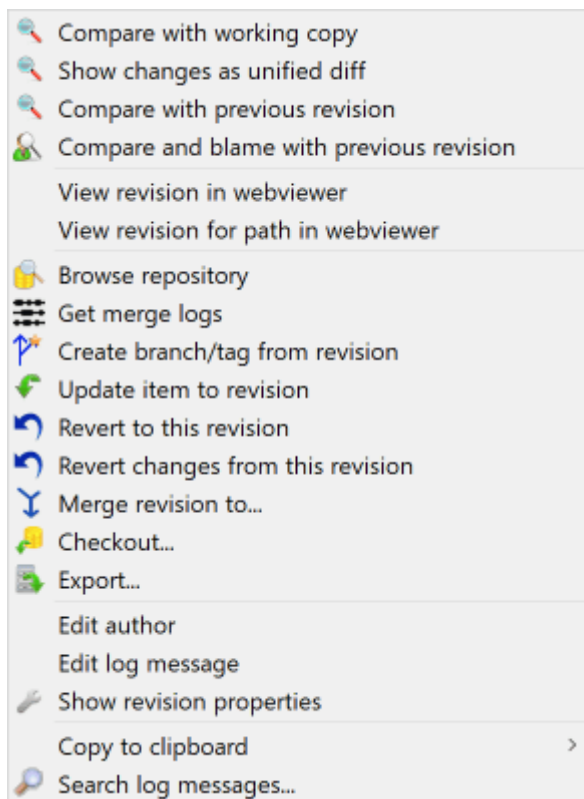 Compare with working copy
Show changes as unified diff
Compare with previous revision
Compare and blame with previous revision
View revision in webviewer
View revision for path in webviewer
Browse repository
Get merge logs
Create branch/tag from revision
Update item to revision
Revert to this revision
Revert changes from this revision
Merge revision to...
Checkout...
Export...
Edit author
Edit log message
Show revision properties
Copy to clipboard
Search log messages...